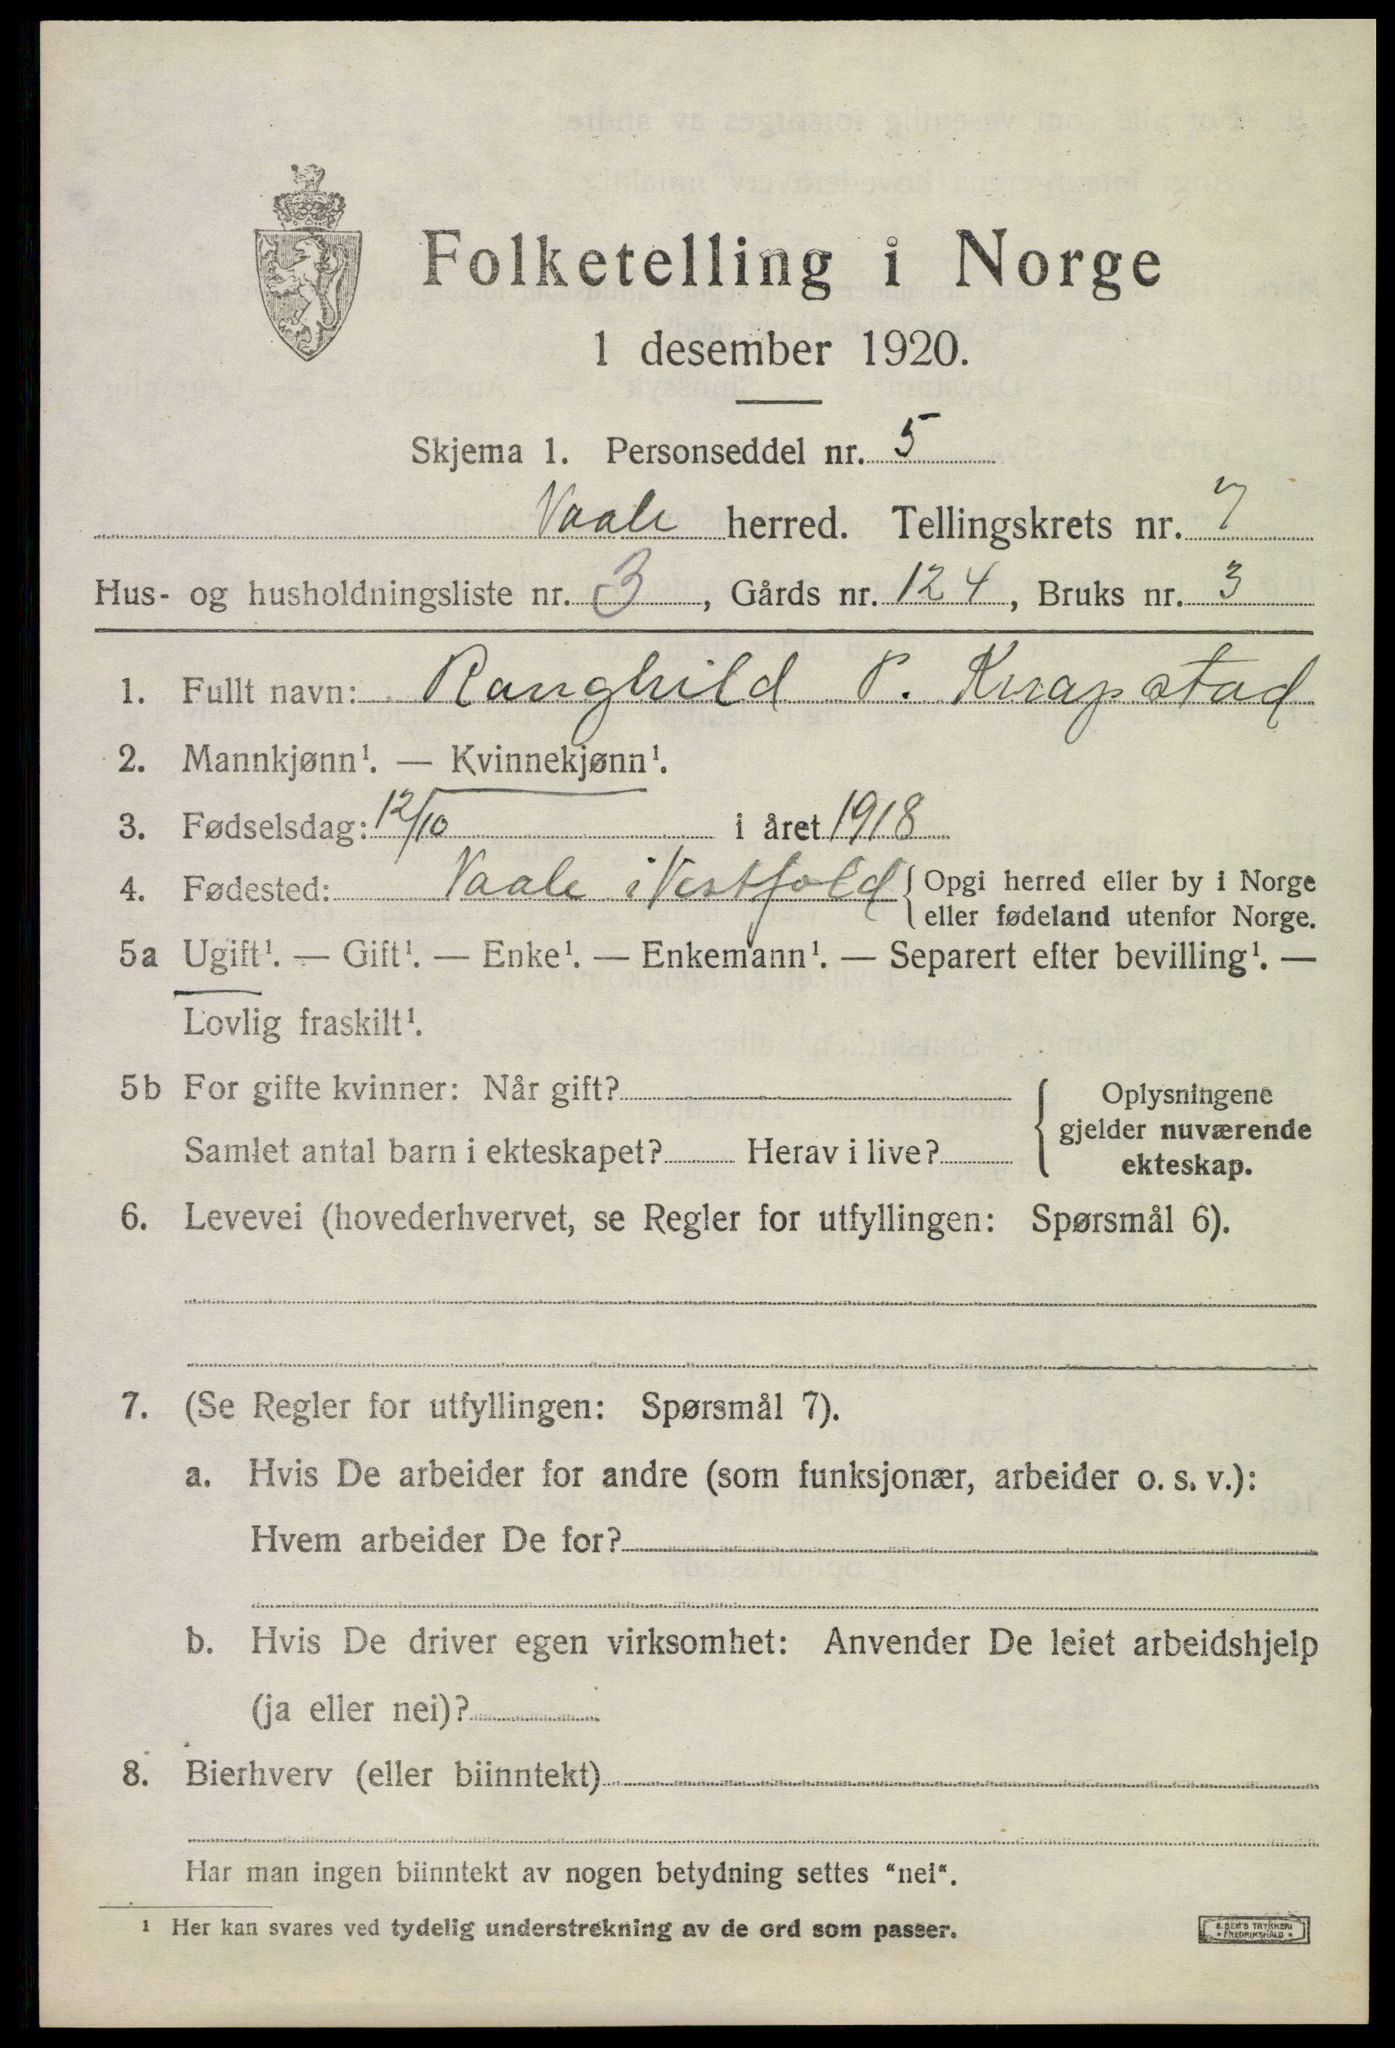 Folketelling i Norge
1 desember 1920.
Skjema 1. Personseddel nr. 5
Vaale herred. Tellingskrets nr. 7
Hus- og husholdningsliste nr. 3, Gårds nr. 124, Bruks nr. 3
1. Fullt navn: Ranghild P. Knapstad
2. Mannkjønn¹. — Kvinnekjønn¹.
3. Fødselsdag: 12/10 i året 1918
4. Fødested: Vaale i Vestfold { Opgi herred eller by i Norge
eller fødeland utenfor Norge.
5a Ugift¹. — Gift¹. — Enke¹. — Enkemann¹. — Separert efter bevilling¹. —
Lovlig fraskilt¹.
5b For gifte kvinner: Når gift?
Samlet antal barn i ekteskapet? Herav i live?
{ Oplysningene
gjelder nuværende
ekteskap.
6. Levevei (hovederhvervet, se Regler for utfyllingen: Spørsmål 6).
7. (Se Regler for utfyllingen: Spørsmål 7).
a. Hvis De arbeider for andre (som funksjonær, arbeider o. s. v.):
Hvem arbeider De for?
b. Hvis De driver egen virksomhet: Anvender De leiet arbeidshjelp
(ja eller nei)?
8. Bierhverv (eller biinntekt)
Har man ingen biinntekt av nogen betydning settes "nei".
¹ Her kan svares ved tydelig understrekning av de ord som passer.
E. SEM'S TRYKKERI
• FREDRIKSHALD •